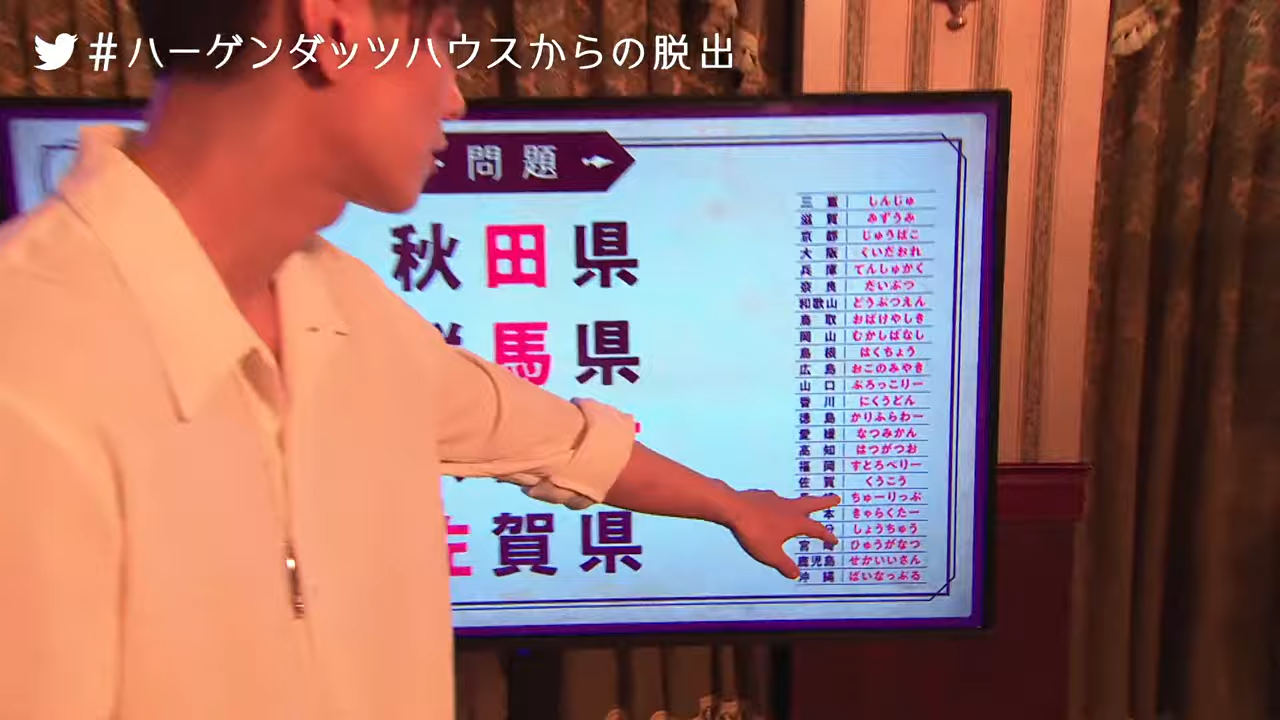 #ハーゲンダッツハウスからの脱出
問題
秋田県
馬県
佐賀県
三重 しんじゅ
滋賀 みずうみ
京都 じゅうばこ
大阪 くいだおれ
兵庫 てんしゅかく
奈良 だいぶつ
和歌山 どうぶつえん
鳥取 おばけやしき
岡山 むかしばなし
島根 はくちょう
広島 おこのみやき
山口 ぶろっこりー
香川 にくうどん
徳島 かりふらわー
愛媛 なつみかん
高知 はつがつお
福岡 すとろべりー
佐賀 くうこう
ちゅーりっぷ
本 きゃらくたー
しょうちゅう
宮 ひゅうがなつ
鹿児島 せかいいさん
沖縄 ぱいなっぷる